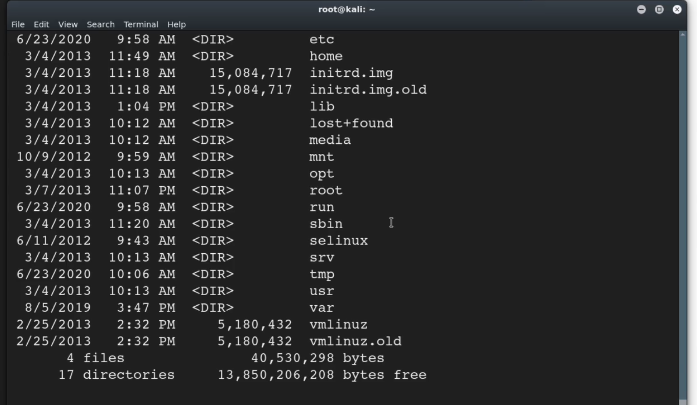 root@kali: ~
File Edit View Search Terminal Help
6/23/2020 9:58 AM <DIR> etc
3/4/2013 11:49 AM <DIR> home
3/4/2013 11:18 AM 15,084,717 initrd.img
3/4/2013 11:18 AM 15,084,717 initrd.img.old
3/4/2013 1:04 PM <DIR> lib
3/4/2013 10:12 AM <DIR> lost+found
3/4/2013 10:12 AM <DIR> media
10/9/2012 9:59 AM <DIR> mnt
3/4/2013 10:13 AM <DIR> opt
3/7/2013 11:07 PM <DIR> root
6/23/2020 9:58 AM <DIR> run
3/4/2013 11:20 AM <DIR> sbin
6/11/2012 9:43 AM <DIR> selinux
3/4/2013 10:13 AM <DIR> srv
6/23/2020 10:06 AM <DIR> tmp
3/4/2013 10:13 AM <DIR> usr
8/5/2019 3:47 PM <DIR> var
2/25/2013 2:32 PM 5,180,432 vmlinuz
2/25/2013 2:32 PM 5,180,432 vmlinuz.old
4 files 40,530,298 bytes
17 directories 13,850,206,208 bytes free